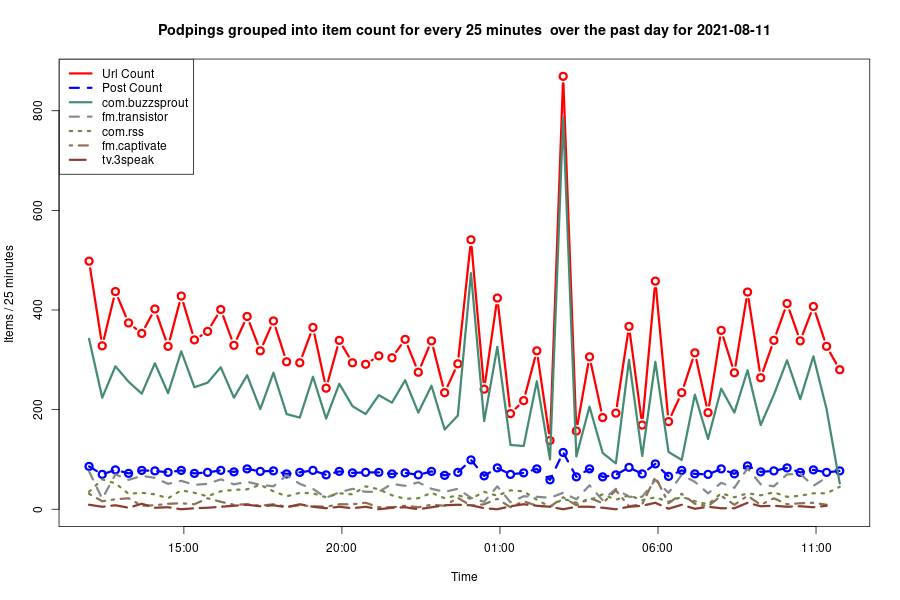 Podpings grouped into item count for every 25 minutes  over the past day for 2021-08-11
Url Count
Post Count
com.buzzsprout
fm.transistor
com.rss
fm.captivate
tv.3speak
Items / 25 minutes
800
600
400
200
0
15:00 20:00 01:00 06:00 11:00
Time